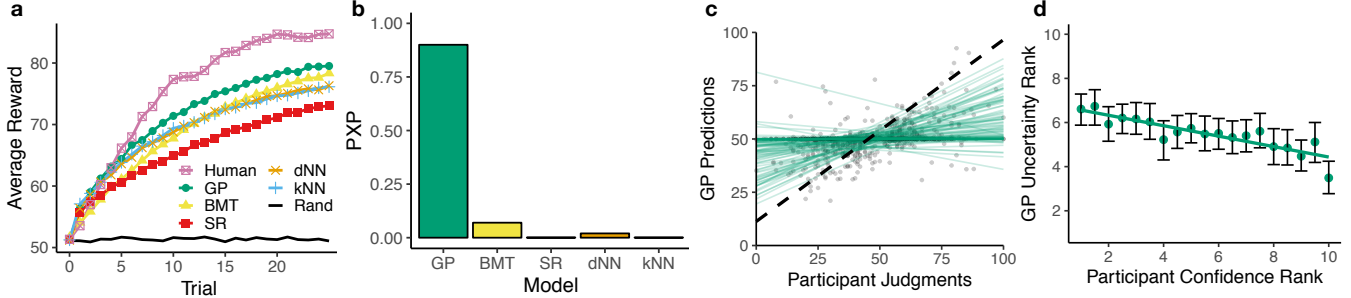 a
Average Reward
80
70
60
50
0
5
10
15
20
Trial
Human
GP
BMT
SR
dNN
kNN
Rand
b
PXP
1.00
0.75
0.50
0.25
0.00
GP BMT SR dNN kNN
Model
c
GP Predictions
100
75
50
25
0
0 25 50 75 100
Participant Judgments
d
GP Uncertainty Rank
10
8
6
4
2
2 4 6 8 10
Participant Confidence Rank